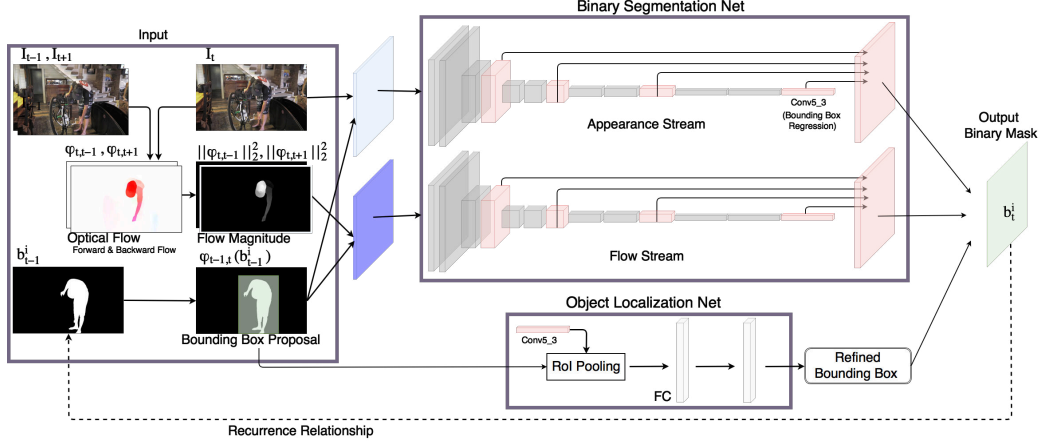 Binary Segmentation Net
Input
I_{t-1} , I_{t+1}
I_t
Conv5_3
(Bounding Box
Regression)
Appearance Stream
Output
Binary Mask
φ_{t,t-1} , φ_{t,t+1}
||φ_{t,t-1} ||_2^2, ||φ_{t,t+1} ||_2^2
b_t^i
Optical Flow
Forward & Backward Flow
Flow Magnitude
b_{t-1}^i
φ_{t-1,t} (b_{t-1}^i)
Flow Stream
Bounding Box Proposal
Object Localization Net
Conv5_3
RoI Pooling
FC
Refined
Bounding Box
Recurrence Relationship